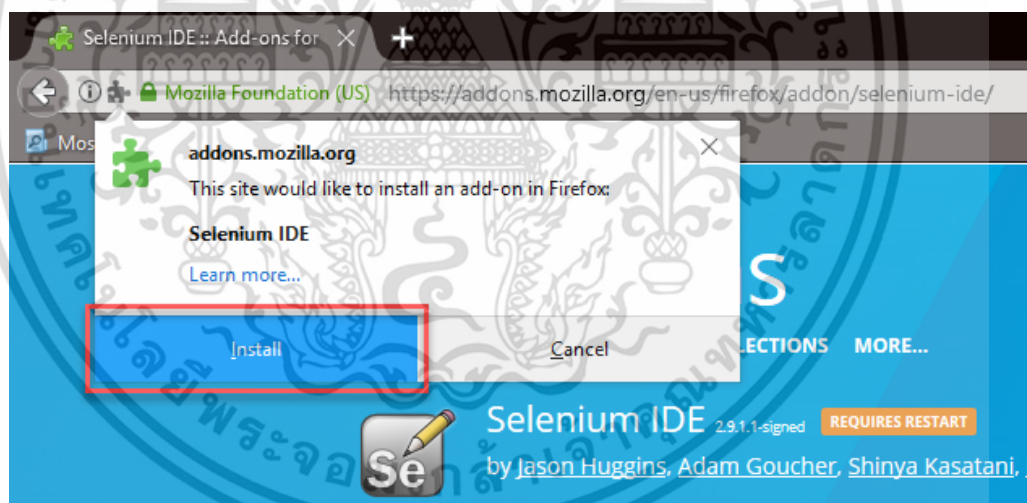 Selenium IDE :: Add-ons for
Mozilla Foundation (US) https://addons.mozilla.org/en-us/firefox/addon/selenium-ide/
Mos
addons.mozilla.org
This site would like to install an add-on in Firefox:
Selenium IDE
Learn more...
Install Cancel
S
LECTIONS MORE...
Selenium IDE 2.9.1.1-signed REQUIRES RESTART
by Jason Huggins, Adam Goucher, Shinya Kasatani,
Se